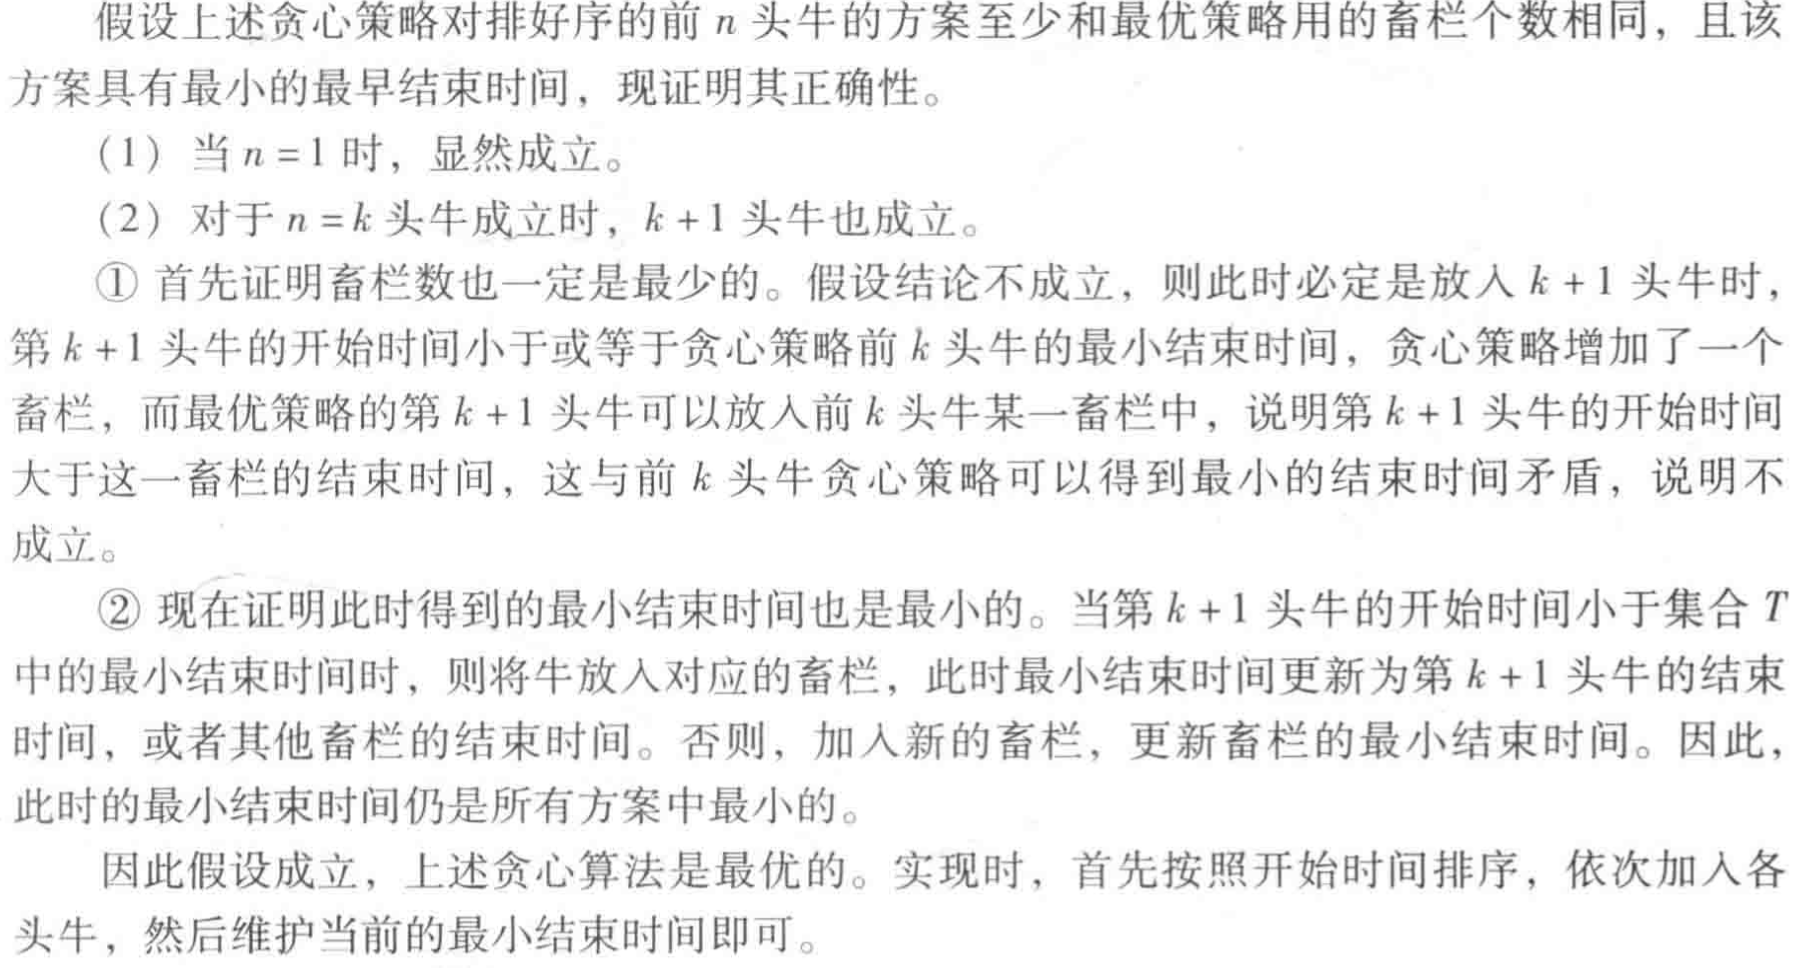 假设上述贪心策略对排好序的前 n 头牛的方案至少和最优策略用的畜栏个数相同，且该
方案具有最小的最早结束时间，现证明其正确性。
（1）当 n = 1 时，显然成立。
（2）对于 n = k 头牛成立时，k + 1 头牛也成立。
① 首先证明畜栏数也一定是最少的。假设结论不成立，则此时必定是放入 k + 1 头牛时，
第 k + 1 头牛的开始时间小于或等于贪心策略前 k 头牛的最小结束时间，贪心策略增加了一个
畜栏，而最优策略的第 k + 1 头牛可以放入前 k 头牛某一畜栏中，说明第 k + 1 头牛的开始时间
大于这一畜栏的结束时间，这与前 k 头牛贪心策略可以得到最小的结束时间矛盾，说明不
成立。
② 现在证明此时得到的最小结束时间也是最小的。当第 k + 1 头牛的开始时间小于集合 T
中的最小结束时间时，则将牛放入对应的畜栏，此时最小结束时间更新为第 k + 1 头牛的结束
时间，或者其他畜栏的结束时间。否则，加入新的畜栏，更新畜栏的最小结束时间。因此，
此时的最小结束时间仍是所有方案中最小的。
因此假设成立，上述贪心算法是最优的。实现时，首先按照开始时间排序，依次加入各
头牛，然后维护当前的最小结束时间即可。